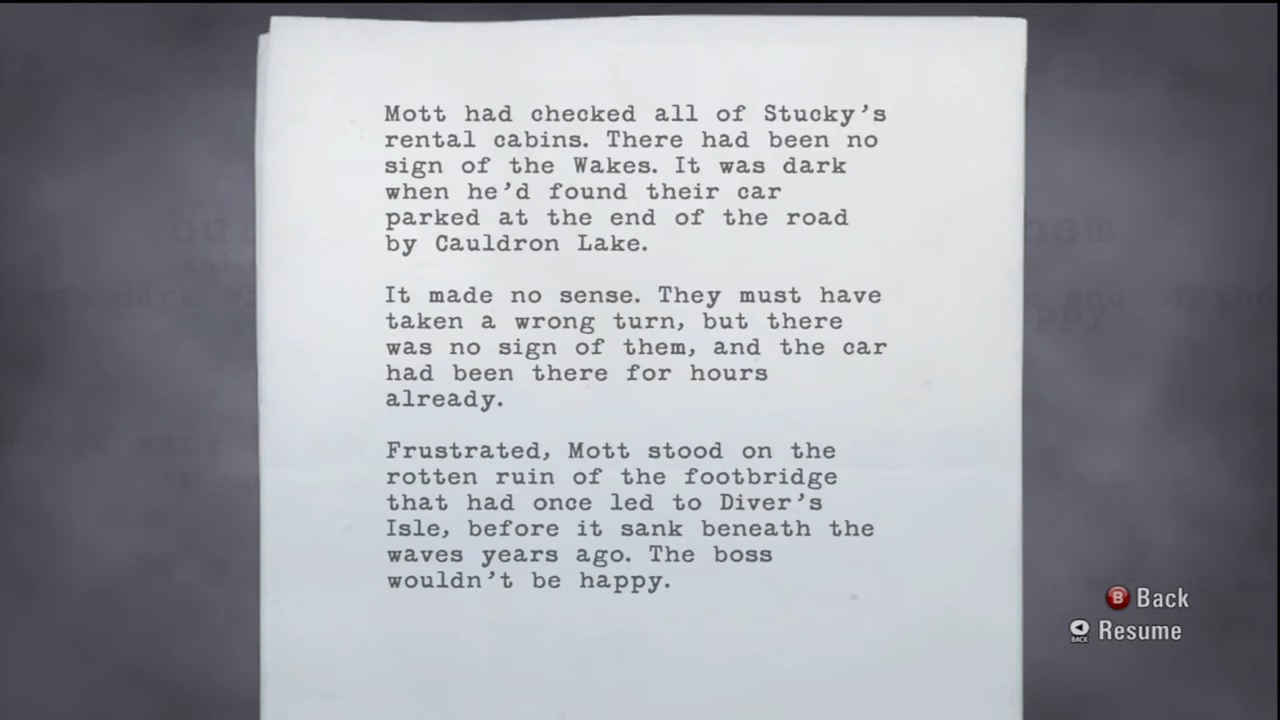 Mott had checked all of Stucky's
rental cabins. There had been no
sign of the Wakes. It was dark
when he'd found their car
parked at the end of the road
by Cauldron Lake.
It made no sense. They must have
taken a wrong turn, but there
was no sign of them, and the car
had been there for hours
already.
Frustrated, Mott stood on the
rotten ruin of the footbridge
that had once led to Diver's
Isle, before it sank beneath the
waves years ago. The boss
wouldn't be happy.
B Back
BACK Resume